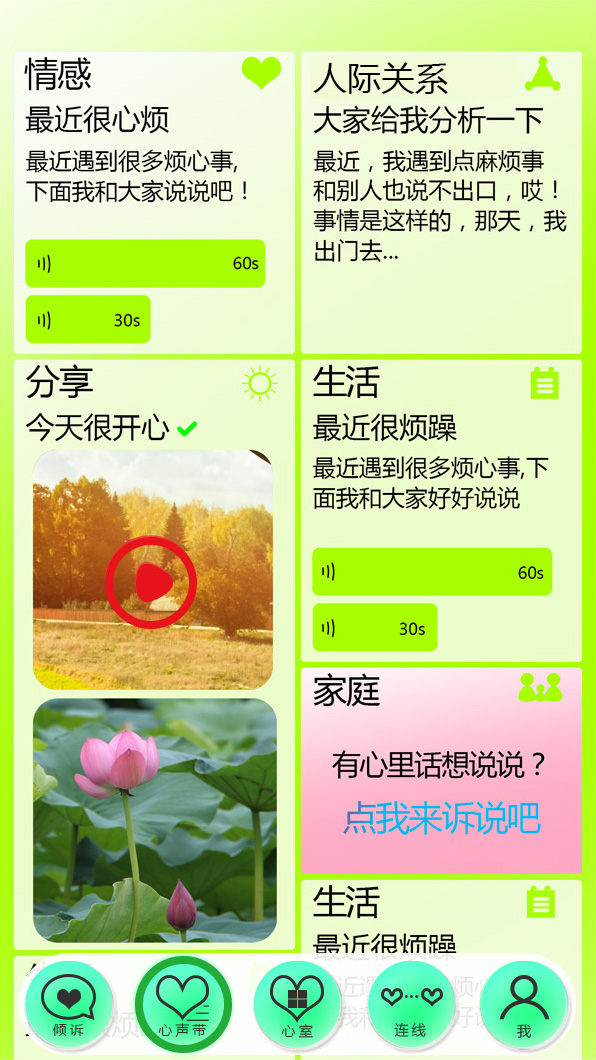 情感
最近很心烦
最近遇到很多烦心事,
下面我和大家说说吧！
60s
30s
人际关系
大家给我分析一下
最近，我遇到点麻烦事
和别人也说不出口，哎！
事情是这样的，那天，我
出门去...
分享
今天很开心
生活
最近很烦躁
最近遇到很多烦心事,下
面我和大家好好说说
60s
30s
家庭
有心里话想说说？
点我来诉说吧
生活
最近很烦躁
倾诉
心声带
心室
连线
我